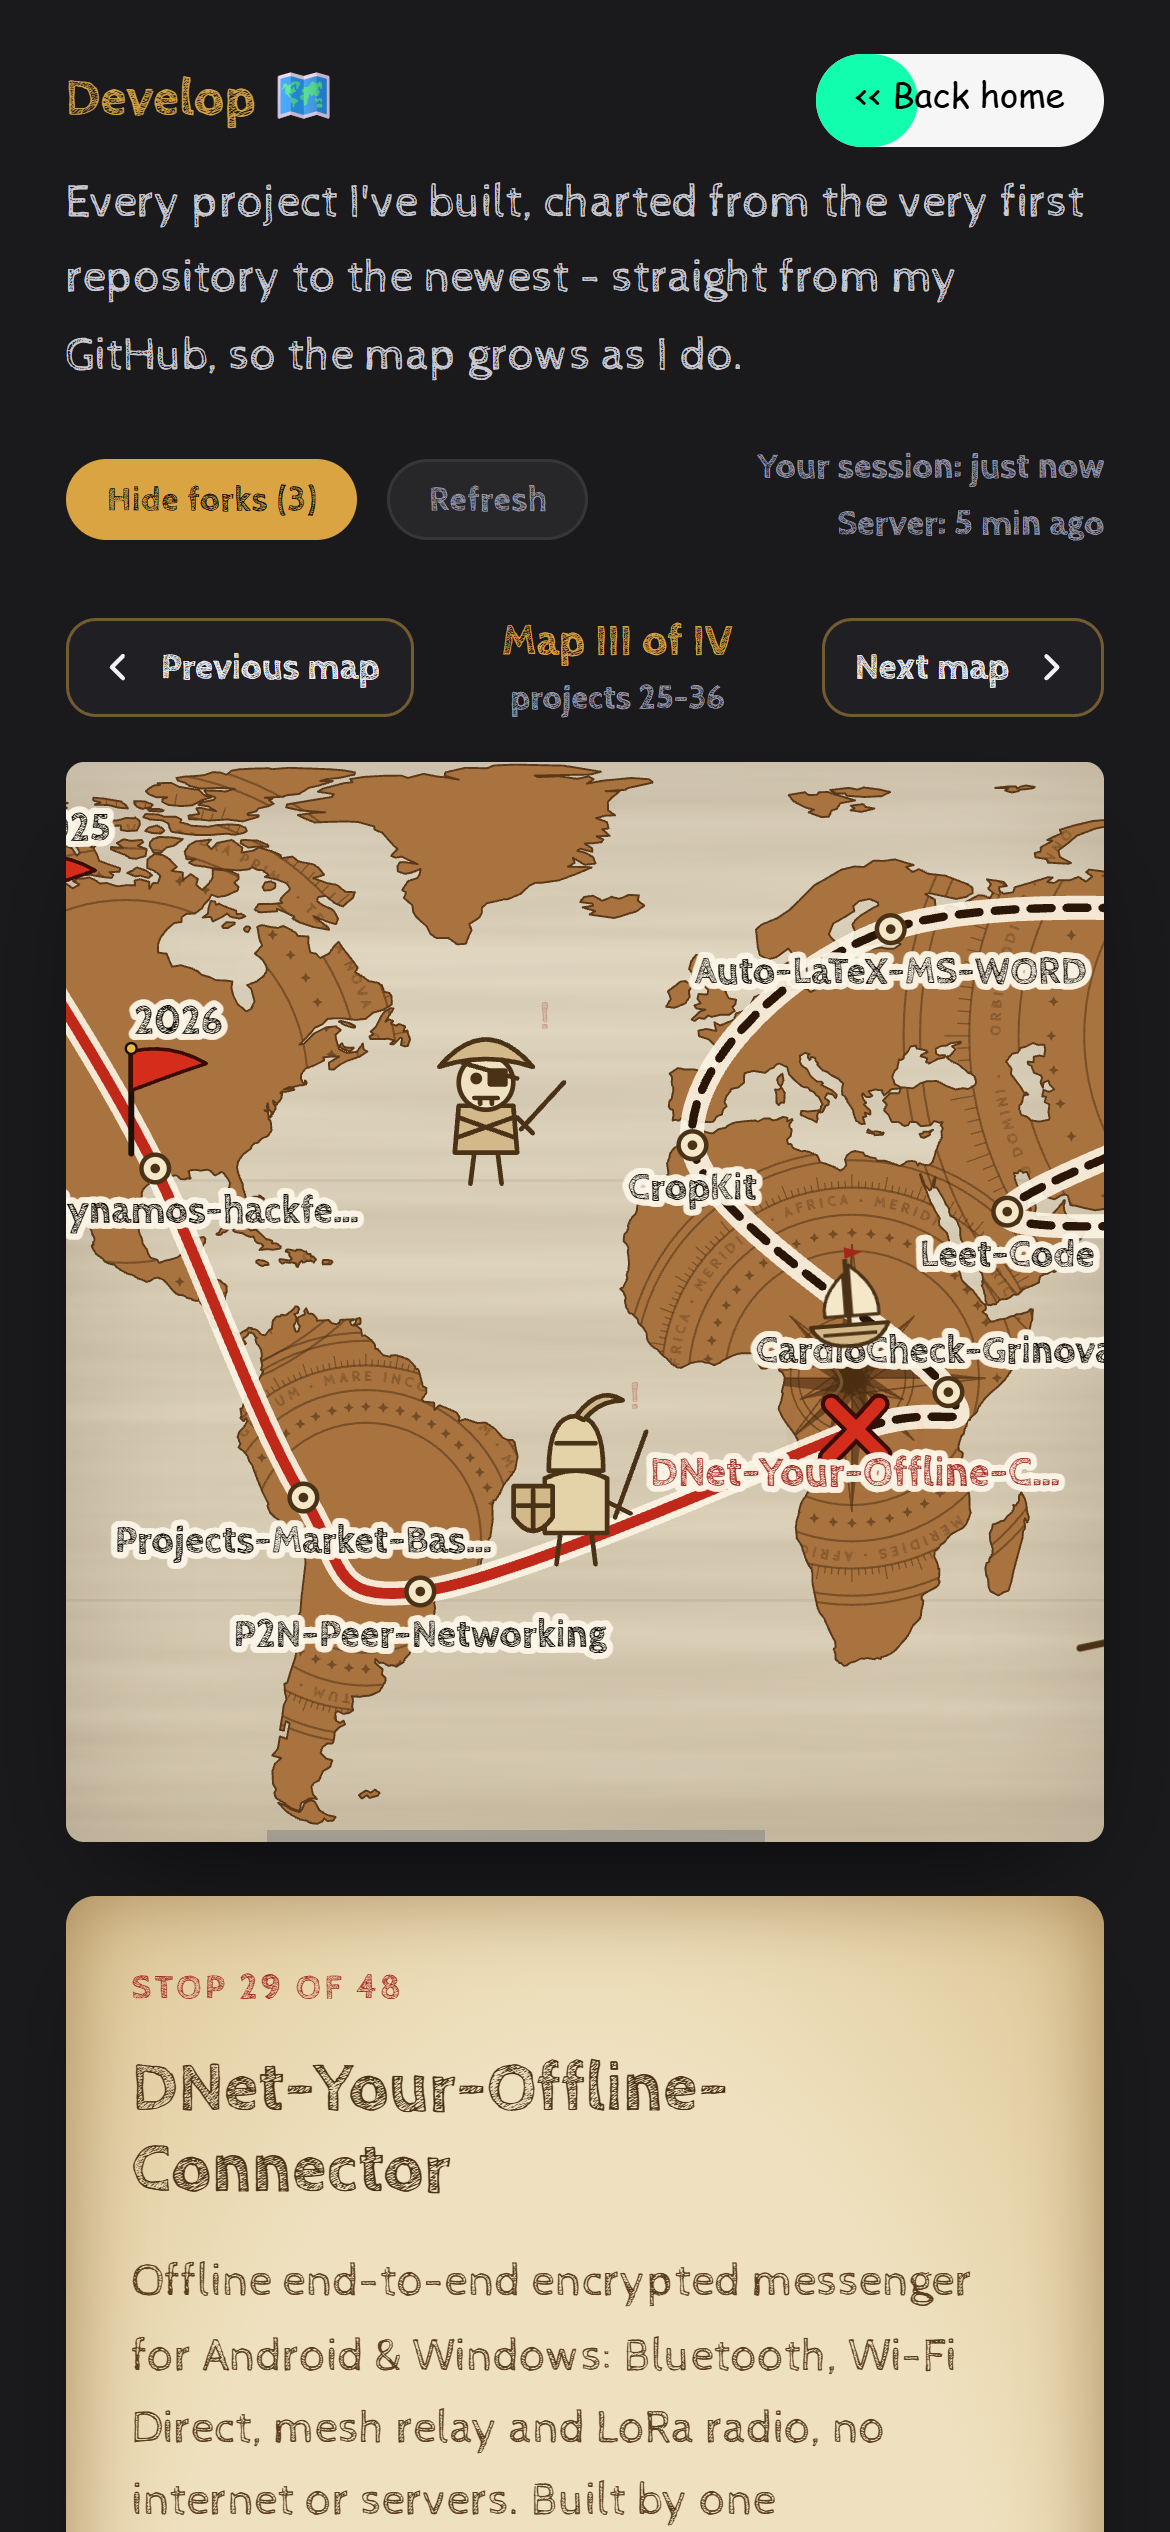 Develop
<< Back home
Every project I've built, charted from the very first
repository to the newest - straight from my
GitHub, so the map grows as I do.
Hide forks (3)
Refresh
Your session: just now
Server: 5 min ago
Previous map
Map III of IV
projects 25-36
Next map
025
2026
!
Auto-LaTeX-MS-WORD
CropKit
ynamos-hackfe...
Leet-Code
CardioCheck-Grinova
!
DNet-Your-Offline-C...
Projects-Market-Bas...
P2N-Peer-Networking
STOP 29 OF 48
DNet-Your-Offline-
Connector
Offline end-to-end encrypted messenger
for Android & Windows: Bluetooth, Wi-Fi
Direct, mesh relay and LoRa radio, no
internet or servers. Built by one